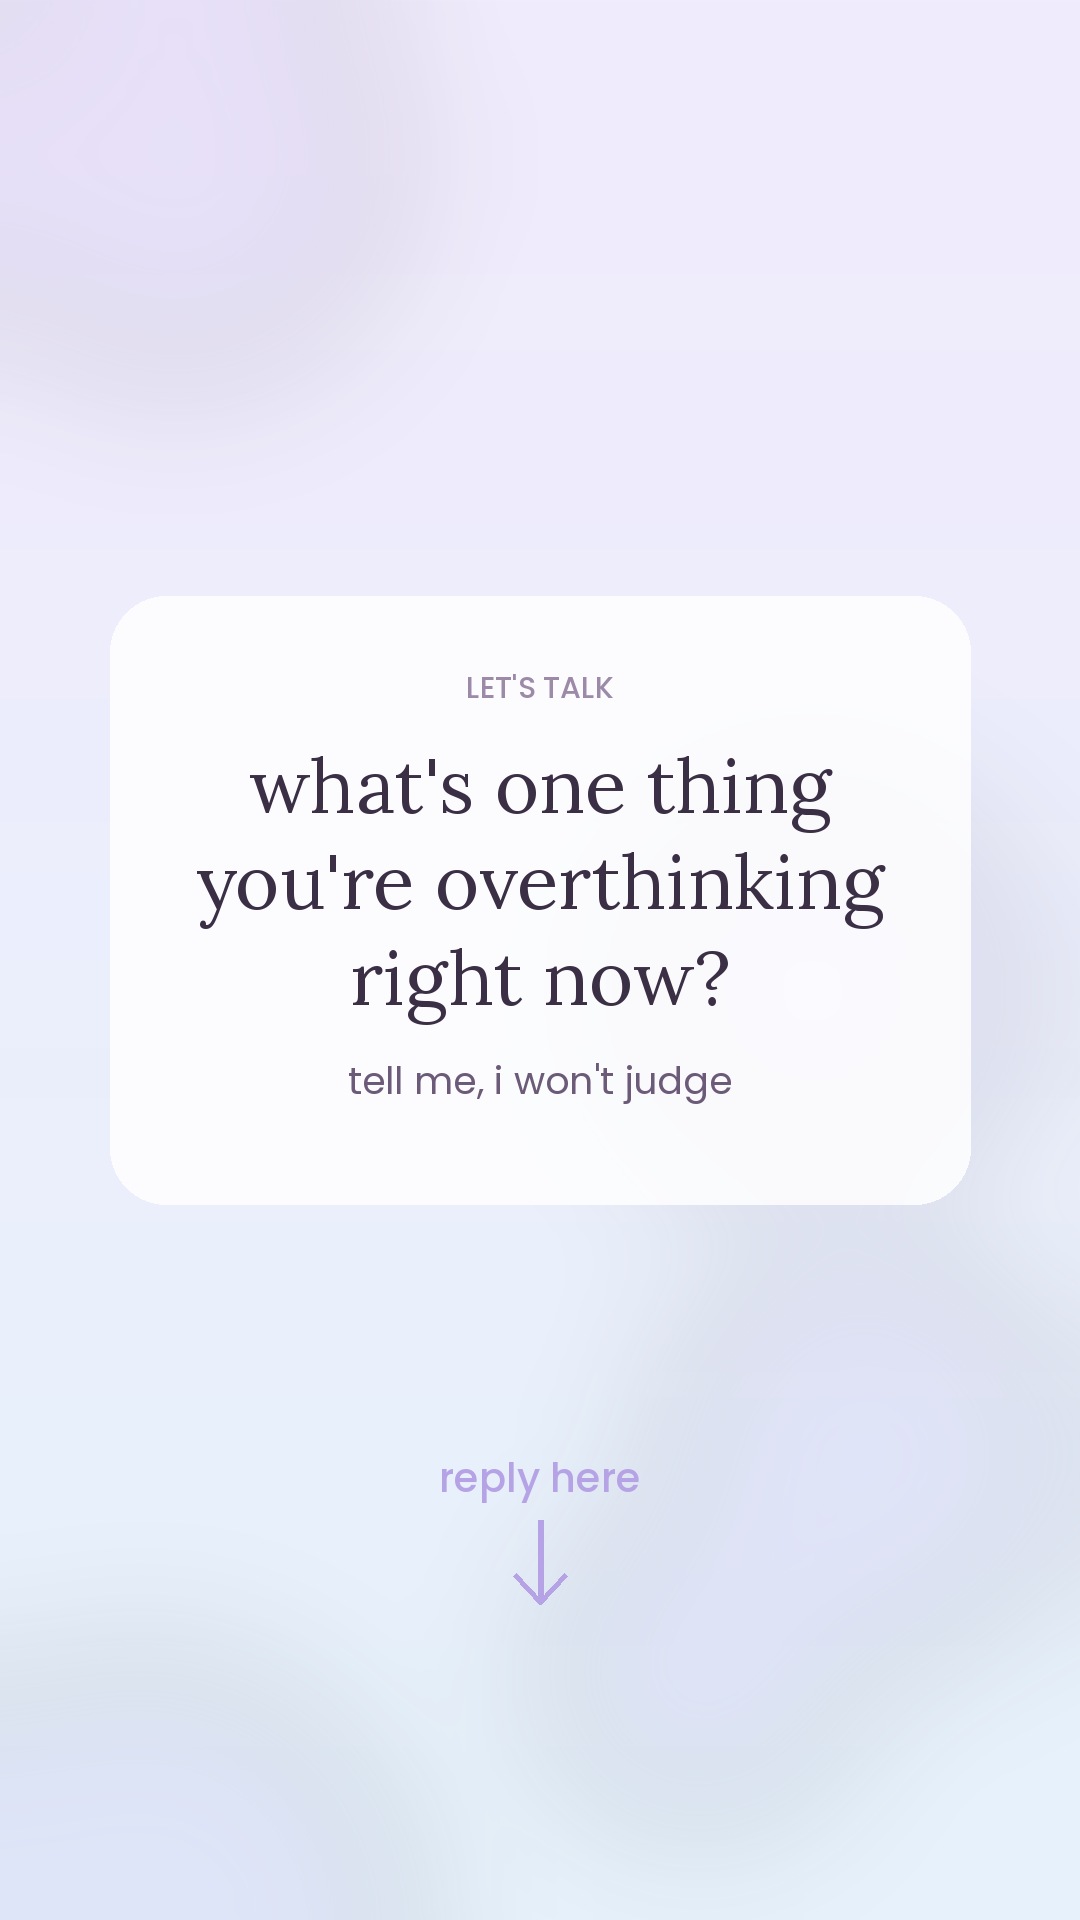 LET'S TALK
what's one thing
you're overthinking
right now?
tell me, i won't judge
reply here